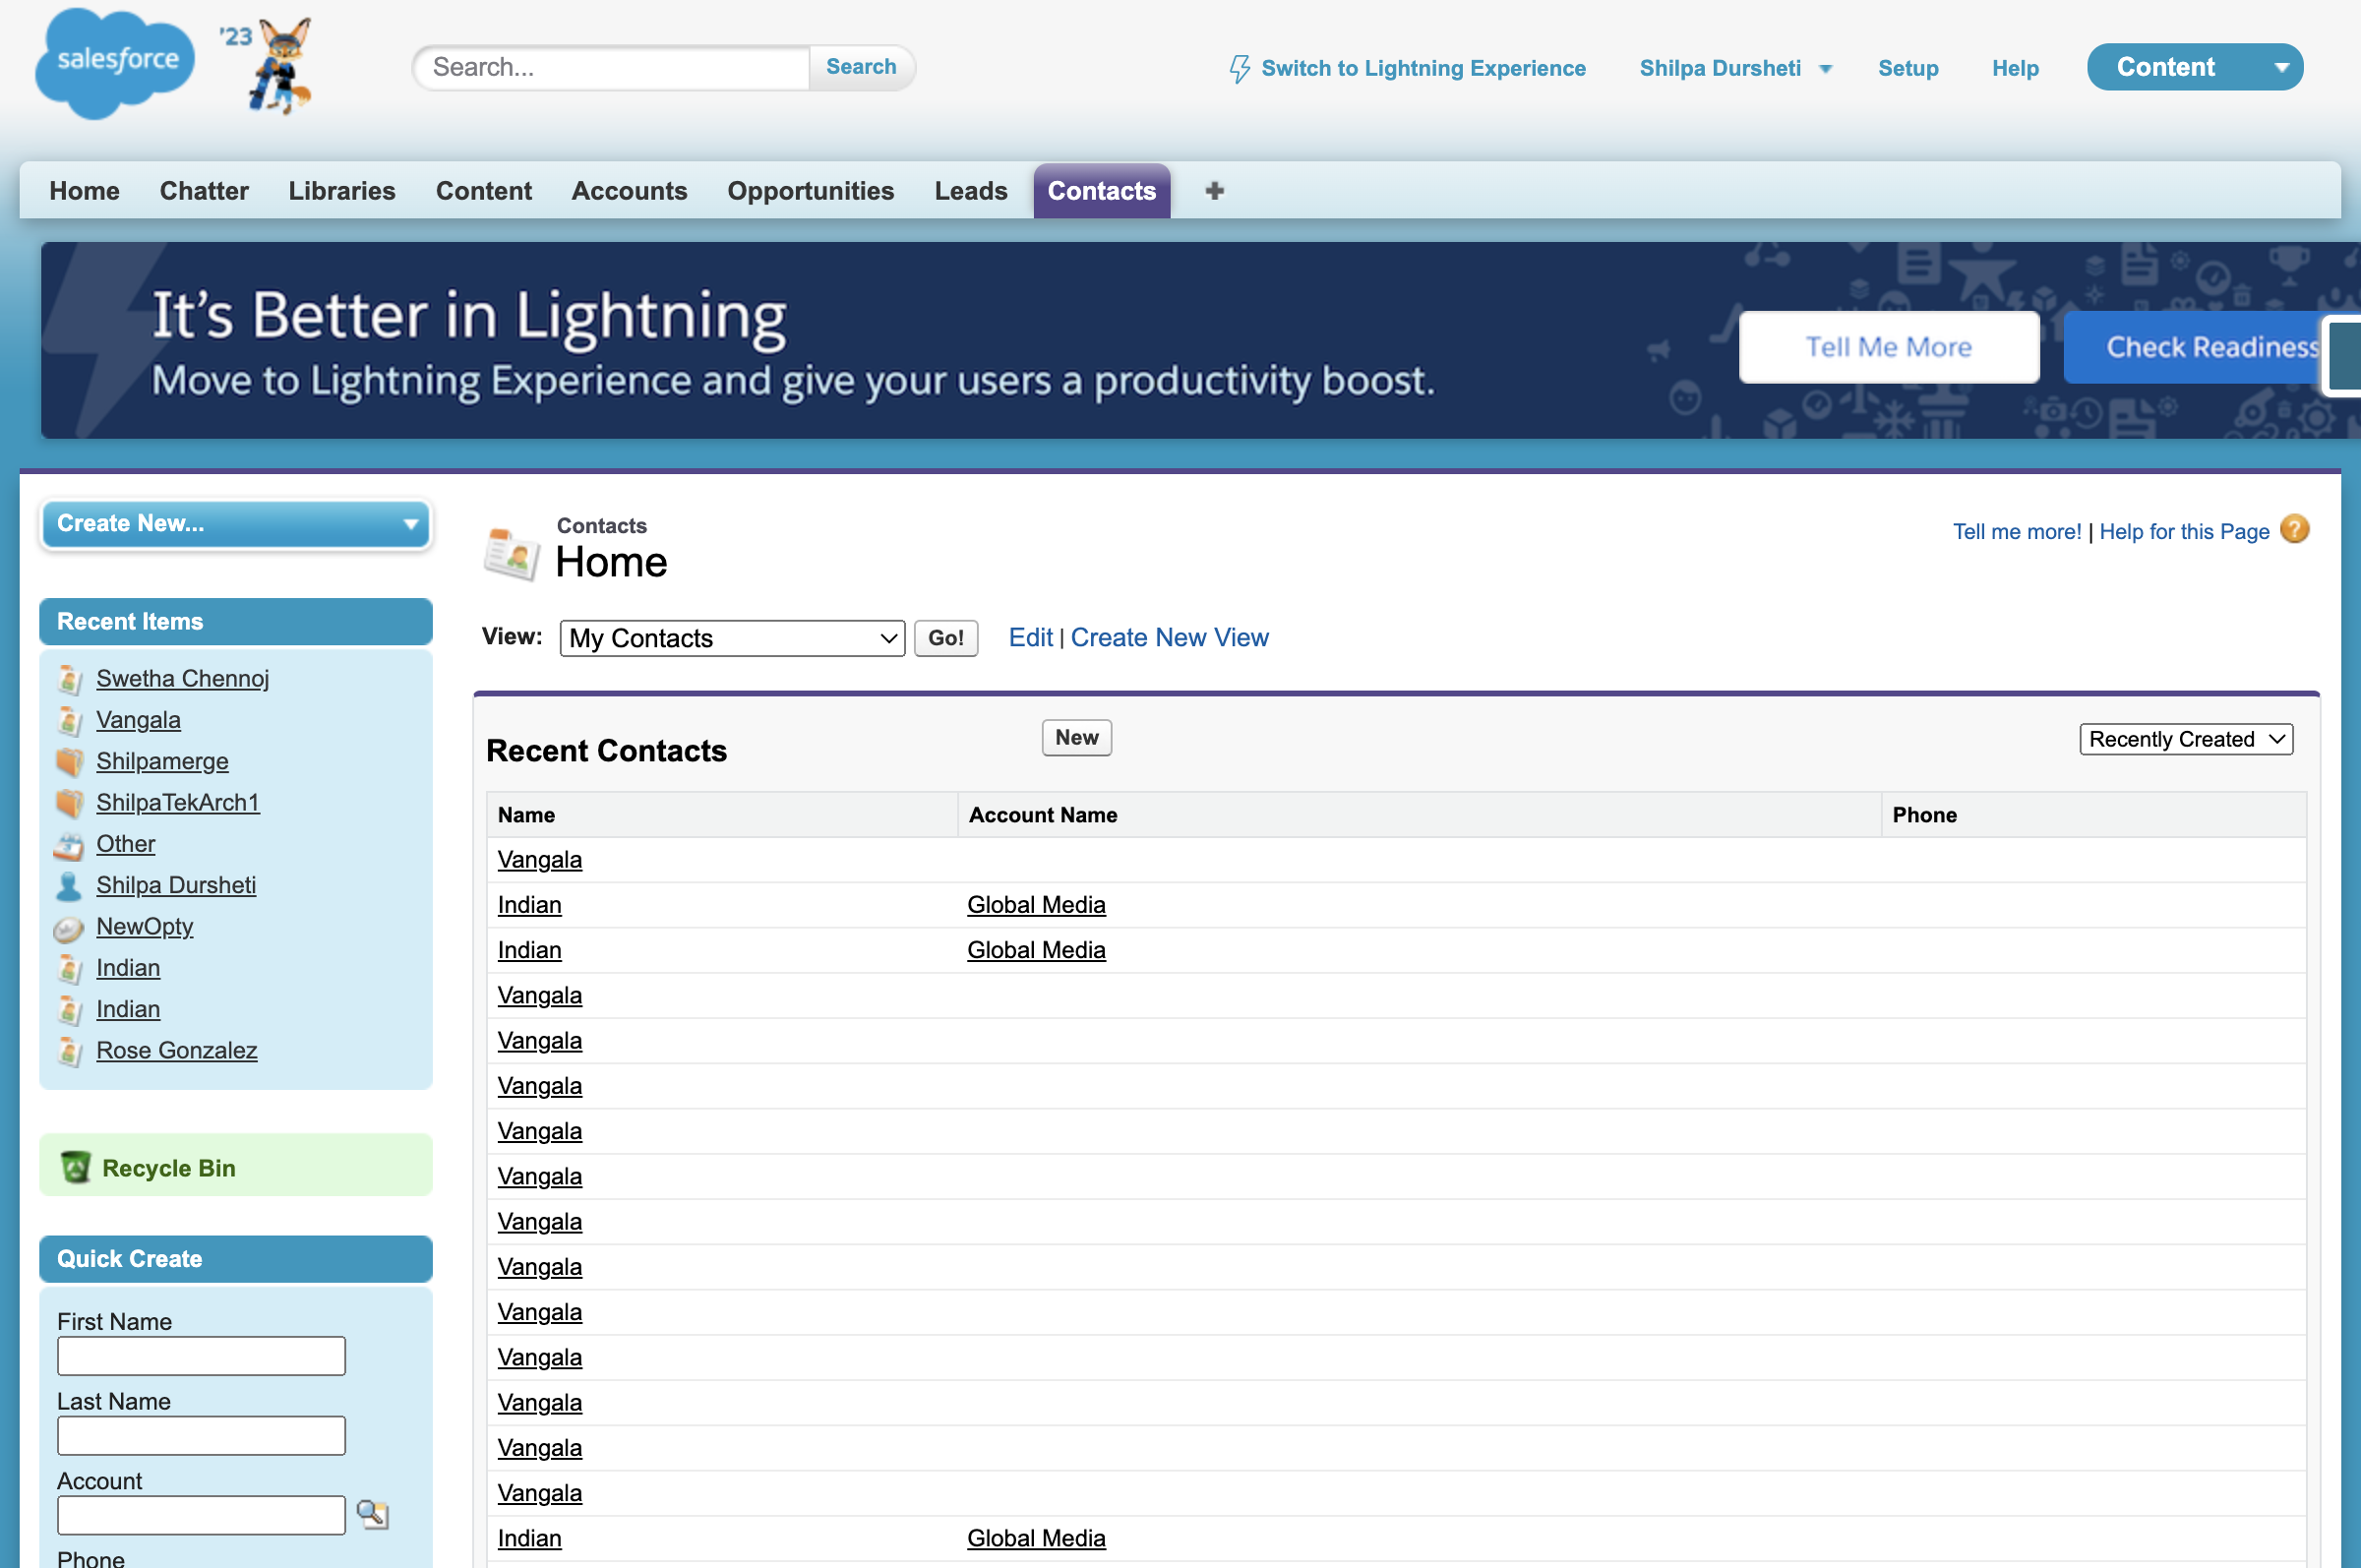 salesforce
'23
Search...
Search
Switch to Lightning Experience
Shilpa Dursheti
Setup
Help
Content
Home
Chatter
Libraries
Content
Accounts
Opportunities
Leads
Contacts
It's Better in Lightning
Move to Lightning Experience and give your users a productivity boost.
Tell Me More
Check Readiness
Create New...
Recent Items
Swetha Chennoj
Vangala
Shilpamerge
ShilpaTekArch1
Other
Shilpa Dursheti
NewOpty
Indian
Indian
Rose Gonzalez
Recycle Bin
Quick Create
First Name
Last Name
Account
Phone
Contacts
Home
Tell me more! | Help for this Page ?
View: My Contacts Go! Edit | Create New View
Recent Contacts New Recently Created
Name Account Name Phone
Vangala
Indian Global Media
Indian Global Media
Vangala
Vangala
Vangala
Vangala
Vangala
Vangala
Vangala
Vangala
Vangala
Vangala
Vangala
Vangala
Indian Global Media